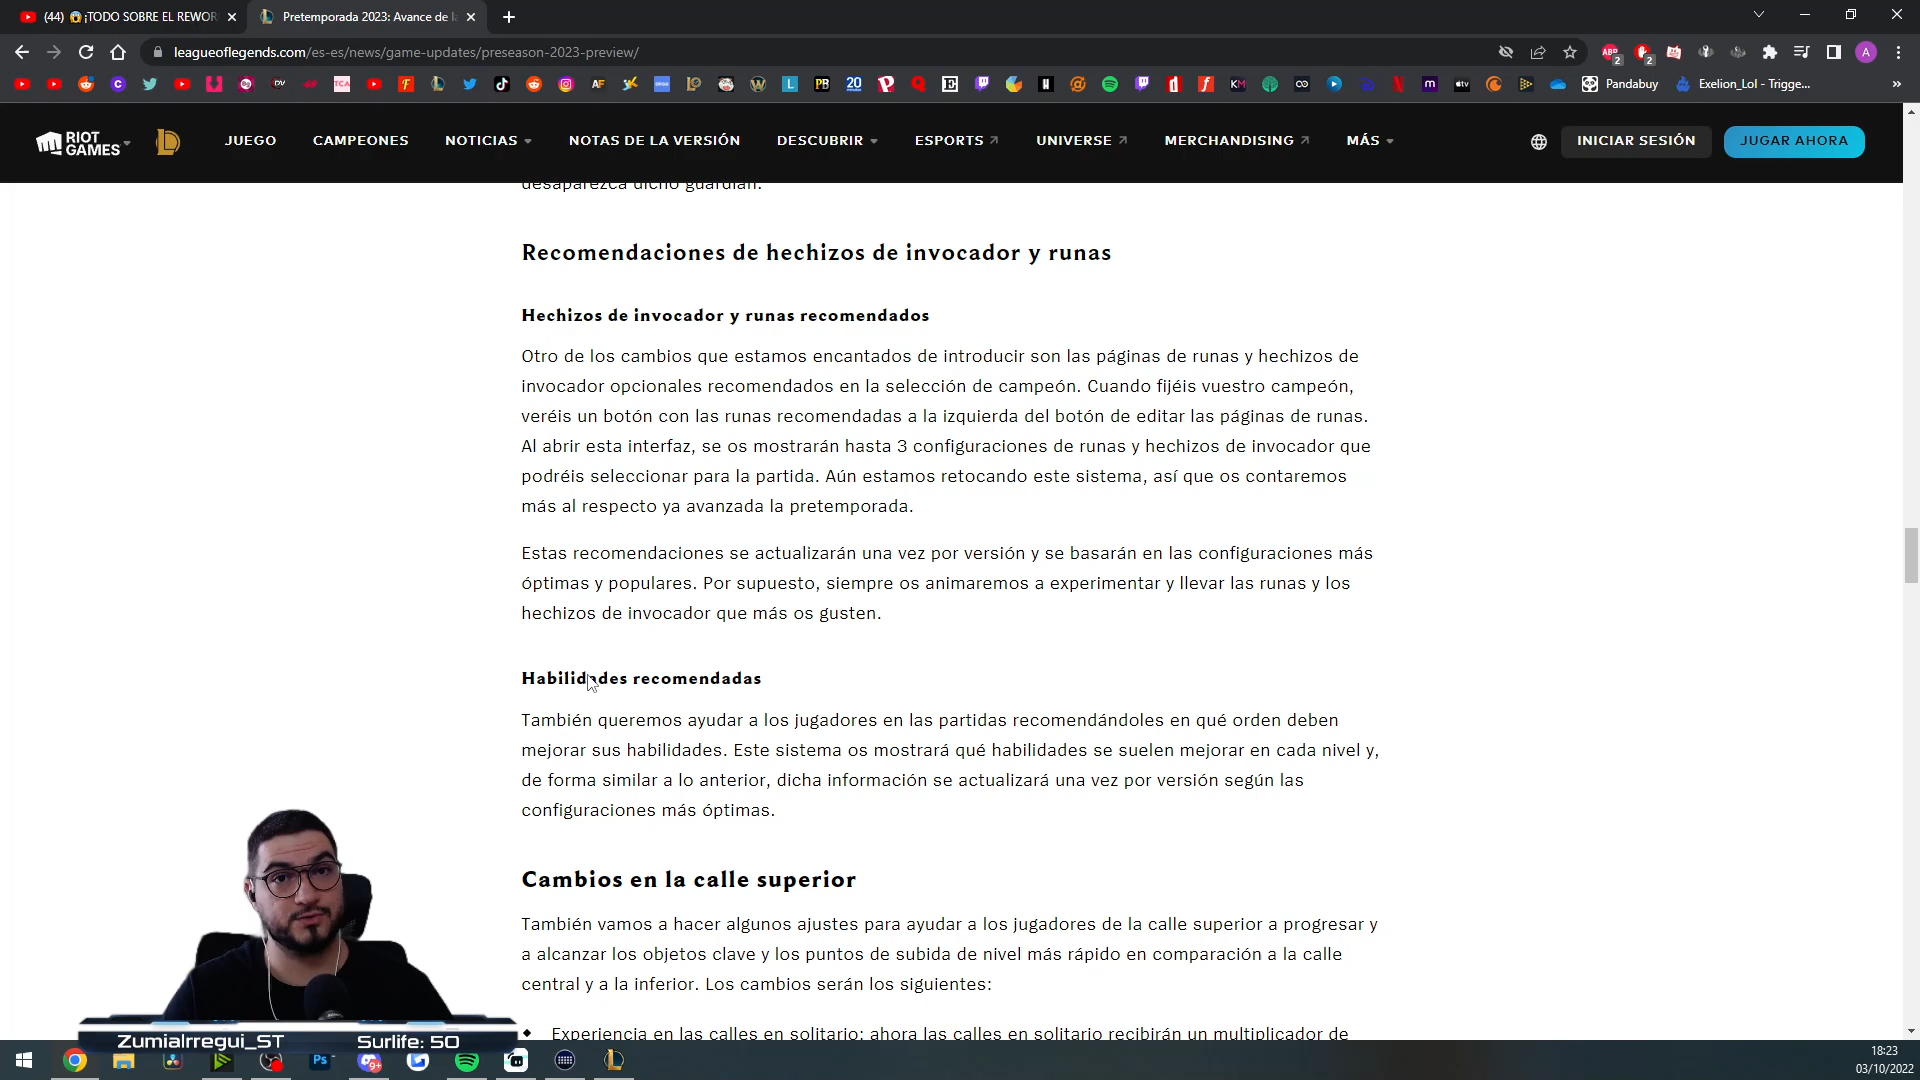 (44) 😱¡TODO SOBRE EL REWOR
Pretemporada 2023: Avance de la
leagueoflegends.com/es-es/news/game-updates/preseason-2023-preview/
Pandabuy
Exelion_Lol - Trigge...
RIOT GAMES
JUEGO
CAMPEONES
NOTICIAS
NOTAS DE LA VERSIÓN
DESCUBRIR
ESPORTS
UNIVERSE
MERCHANDISING
MÁS
INICIAR SESIÓN
JUGAR AHORA
desaparezca dicho guardián.
Recomendaciones de hechizos de invocador y runas
Hechizos de invocador y runas recomendados
Otro de los cambios que estamos encantados de introducir son las páginas de runas y hechizos de
invocador opcionales recomendados en la selección de campeón. Cuando fijéis vuestro campeón,
veréis un botón con las runas recomendadas a la izquierda del botón de editar las páginas de runas.
Al abrir esta interfaz, se os mostrarán hasta 3 configuraciones de runas y hechizos de invocador que
podréis seleccionar para la partida. Aún estamos retocando este sistema, así que os contaremos
más al respecto ya avanzada la pretemporada.
Estas recomendaciones se actualizarán una vez por versión y se basarán en las configuraciones más
óptimas y populares. Por supuesto, siempre os animaremos a experimentar y llevar las runas y los
hechizos de invocador que más os gusten.
Habilidades recomendadas
También queremos ayudar a los jugadores en las partidas recomendándoles en qué orden deben
mejorar sus habilidades. Este sistema os mostrará qué habilidades se suelen mejorar en cada nivel y,
de forma similar a lo anterior, dicha información se actualizará una vez por versión según las
configuraciones más óptimas.
Cambios en la calle superior
También vamos a hacer algunos ajustes para ayudar a los jugadores de la calle superior a progresar y
a alcanzar los objetos clave y los puntos de subida de nivel más rápido en comparación a la calle
central y a la inferior. Los cambios serán los siguientes:
Experiencia en las calles en solitario: ahora las calles en solitario recibirán un multiplicador de
ZumiaIrregui_ST
Surlife: 50
18:23
03/10/2022